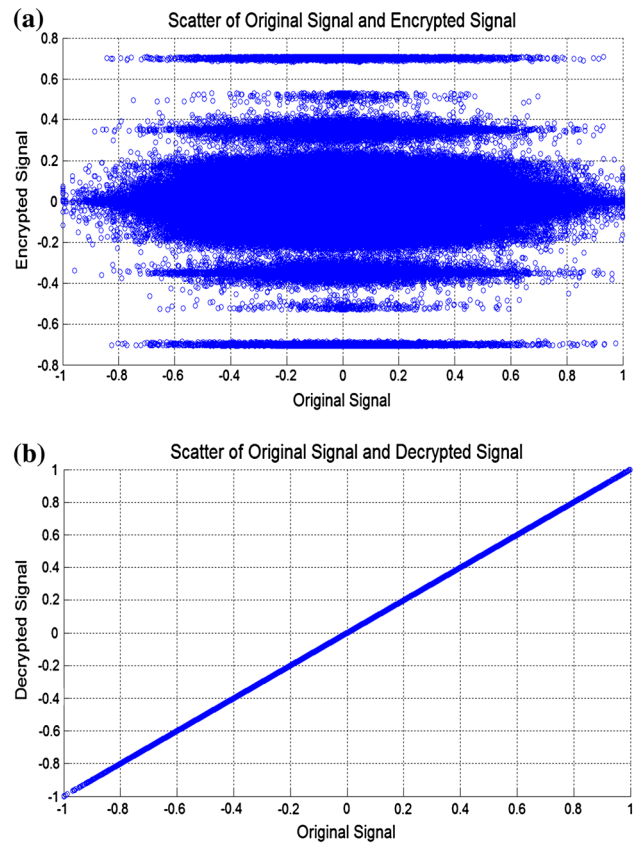 (a)
Scatter of Original Signal and Encrypted Signal
Encrypted Signal
0.8
0.6
0.4
0.2
0
-0.2
-0.4
-0.6
-0.8
-1 -0.8 -0.6 -0.4 -0.2 0 0.2 0.4 0.6 0.8 1
Original Signal
(b)
Scatter of Original Signal and Decrypted Signal
Decrypted Signal
1
0.8
0.6
0.4
0.2
0
-0.2
-0.4
-0.6
-0.8
-1
-1 -0.8 -0.6 -0.4 -0.2 0 0.2 0.4 0.6 0.8 1
Original Signal